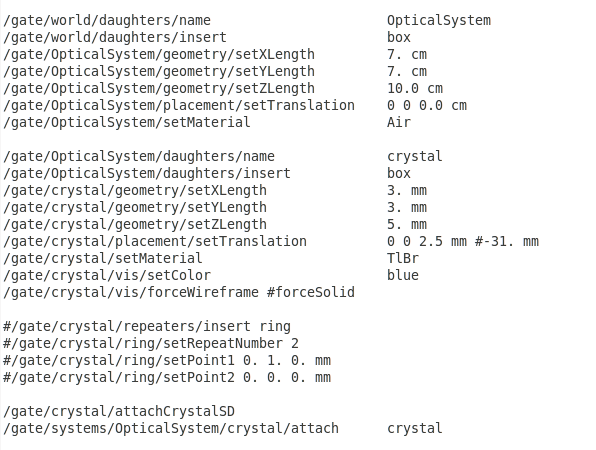 /gate/world/daughters/name OpticalSystem
/gate/world/daughters/insert box
/gate/OpticalSystem/geometry/setXLength 7. cm
/gate/OpticalSystem/geometry/setYLength 7. cm
/gate/OpticalSystem/geometry/setZLength 10.0 cm
/gate/OpticalSystem/placement/setTranslation 0 0 0.0 cm
/gate/OpticalSystem/setMaterial Air
/gate/OpticalSystem/daughters/name crystal
/gate/OpticalSystem/daughters/insert box
/gate/crystal/geometry/setXLength 3. mm
/gate/crystal/geometry/setYLength 3. mm
/gate/crystal/geometry/setZLength 5. mm
/gate/crystal/placement/setTranslation 0 0 2.5 mm #-31. mm
/gate/crystal/setMaterial TlBr
/gate/crystal/vis/setColor blue
/gate/crystal/vis/forceWireframe #forceSolid
#/gate/crystal/repeaters/insert ring
#/gate/crystal/ring/setRepeatNumber 2
#/gate/crystal/ring/setPoint1 0. 1. 0. mm
#/gate/crystal/ring/setPoint2 0. 0. 0. mm
/gate/crystal/attachCrystalSD
/gate/systems/OpticalSystem/crystal/attach crystal